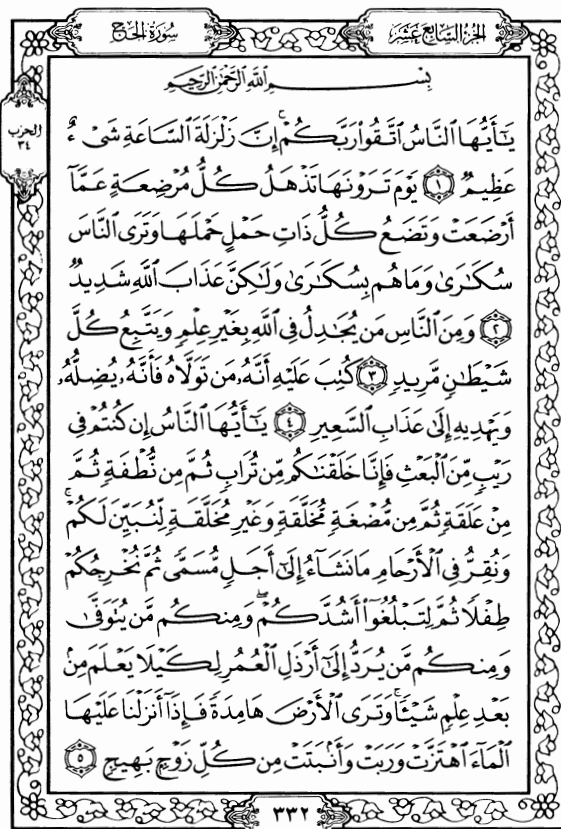 الجزء السابع عشر
سورة الحج
الحزب
٣٤
بِسْمِ ٱللَّهِ ٱلرَّحْمَٰنِ ٱلرَّحِيمِ
يَٰٓأَيُّهَا ٱلنَّاسُ ٱتَّقُوا۟ رَبَّكُمْ ۚ إِنَّ زَلْزَلَةَ ٱلسَّاعَةِ شَىْءٌ
عَظِيمٌ ١ يَوْمَ تَرَوْنَهَا تَذْهَلُ كُلُّ مُرْضِعَةٍ عَمَّآ
أَرْضَعَتْ وَتَضَعُ كُلُّ ذَاتِ حَمْلٍ حَمْلَهَا وَتَرَى ٱلنَّاسَ
سُكَٰرَىٰ وَمَا هُم بِسُكَٰرَىٰ وَلَٰكِنَّ عَذَابَ ٱللَّهِ شَدِيدٌ
٢ وَمِنَ ٱلنَّاسِ مَن يُجَٰدِلُ فِى ٱللَّهِ بِغَيْرِ عِلْمٍ وَيَتَّبِعُ كُلَّ
شَيْطَٰنٍ مَّرِيدٍ ٣ كُتِبَ عَلَيْهِ أَنَّهُۥ مَن تَوَلَّاهُ فَأَنَّهُۥ يُضِلُّهُۥ
وَيَهْدِيهِ إِلَىٰ عَذَابِ ٱلسَّعِيرِ ٤ يَٰٓأَيُّهَا ٱلنَّاسُ إِن كُنتُمْ فِى
رَيْبٍ مِّنَ ٱلْبَعْثِ فَإِنَّا خَلَقْنَٰكُم مِّن تُرَابٍ ثُمَّ مِن نُّطْفَةٍ ثُمَّ
مِنْ عَلَقَةٍ ثُمَّ مِن مُّضْغَةٍ مُّخَلَّقَةٍ وَغَيْرِ مُخَلَّقَةٍ لِّنُبَيِّنَ لَكُمْ ۚ
وَنُقِرُّ فِى ٱلْأَرْحَامِ مَا نَشَآءُ إِلَىٰٓ أَجَلٍ مُّسَمًّى ثُمَّ نُخْرِجُكُمْ
طِفْلًا ثُمَّ لِتَبْلُغُوٓا۟ أَشُدَّكُمْ ۖ وَمِنكُم مَّن يُتَوَفَّىٰ
وَمِنكُم مَّن يُرَدُّ إِلَىٰٓ أَرْذَلِ ٱلْعُمُرِ لِكَيْلَا يَعْلَمَ مِنۢ
بَعْدِ عِلْمٍ شَيْـًٔا ۚ وَتَرَى ٱلْأَرْضَ هَامِدَةً فَإِذَآ أَنزَلْنَا عَلَيْهَا
ٱلْمَآءَ ٱهْتَزَّتْ وَرَبَتْ وَأَنۢبَتَتْ مِن كُلِّ زَوْجٍۭ بَهِيجٍ ٥
٣٣٢